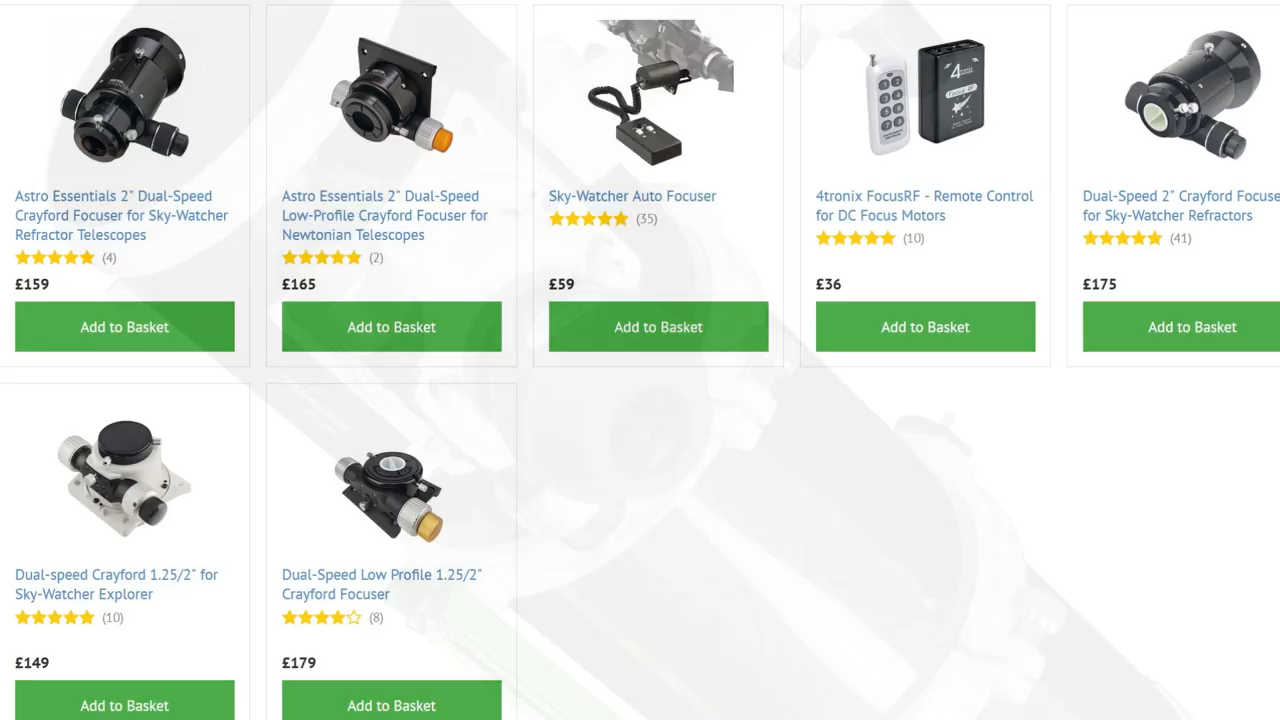 Astro Essentials 2" Dual-Speed
Crayford Focuser for Sky-Watcher
Refractor Telescopes
(4)
£159
Add to Basket
Astro Essentials 2" Dual-Speed
Low-Profile Crayford Focuser for
Newtonian Telescopes
(2)
£165
Add to Basket
Sky-Watcher Auto Focuser
(35)
£59
Add to Basket
4tronix FocusRF - Remote Control
for DC Focus Motors
(10)
£36
Add to Basket
Dual-Speed 2" Crayford Focuse
for Sky-Watcher Refractors
(41)
£175
Add to Basket
Dual-speed Crayford 1.25/2" for
Sky-Watcher Explorer
(10)
£149
Add to Basket
Dual-Speed Low Profile 1.25/2"
Crayford Focuser
(8)
£179
Add to Basket